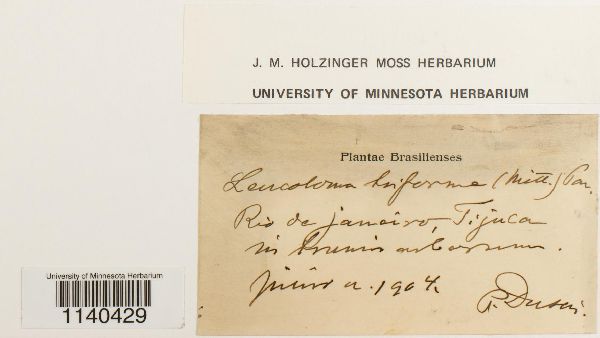 J. M. HOLZINGER MOSS HERBARIUM
UNIVERSITY OF MINNESOTA HERBARIUM
Plantae Brasilienses
Leucoloma biforme (Mitt.) Par.
Rio de Janeiro, Tijuca
in truncis arborum.
a. 1904.
P. Dusén.
University of Minnesota Herbarium
1140429